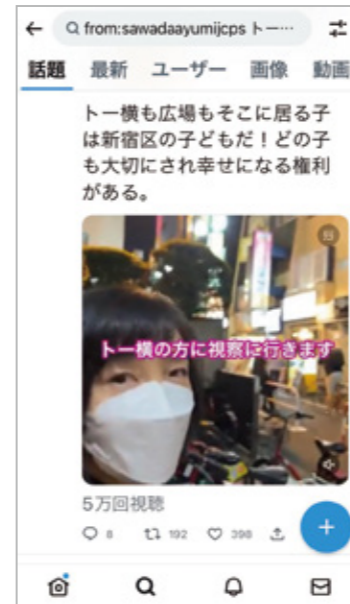 from:sawadaayumijcps トー…
話題 最新 ユーザー 画像 動画
トー横も広場もそこに居る子
は新宿区の子どもだ！どの子
も大切にされ幸せになる権利
がある。
トー横の方に視察に行きます
5万回視聴
8 192 398